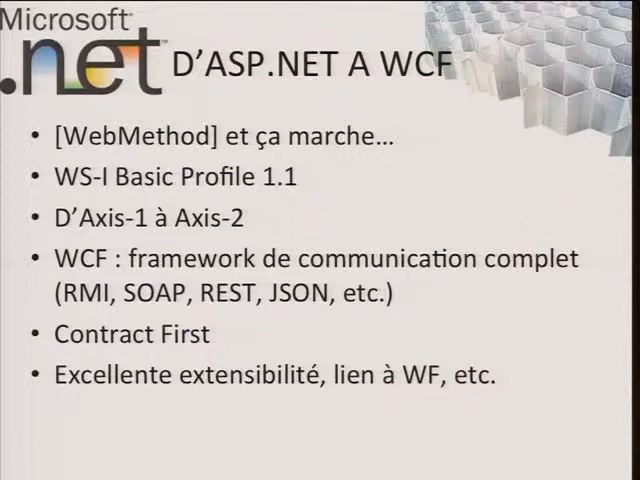 Microsoft
.net
D’ASP.NET A WCF
• [WebMethod] et ça marche…
• WS-I Basic Profile 1.1
• D’Axis-1 à Axis-2
• WCF : framework de communication complet
(RMI, SOAP, REST, JSON, etc.)
• Contract First
• Excellente extensibilité, lien à WF, etc.